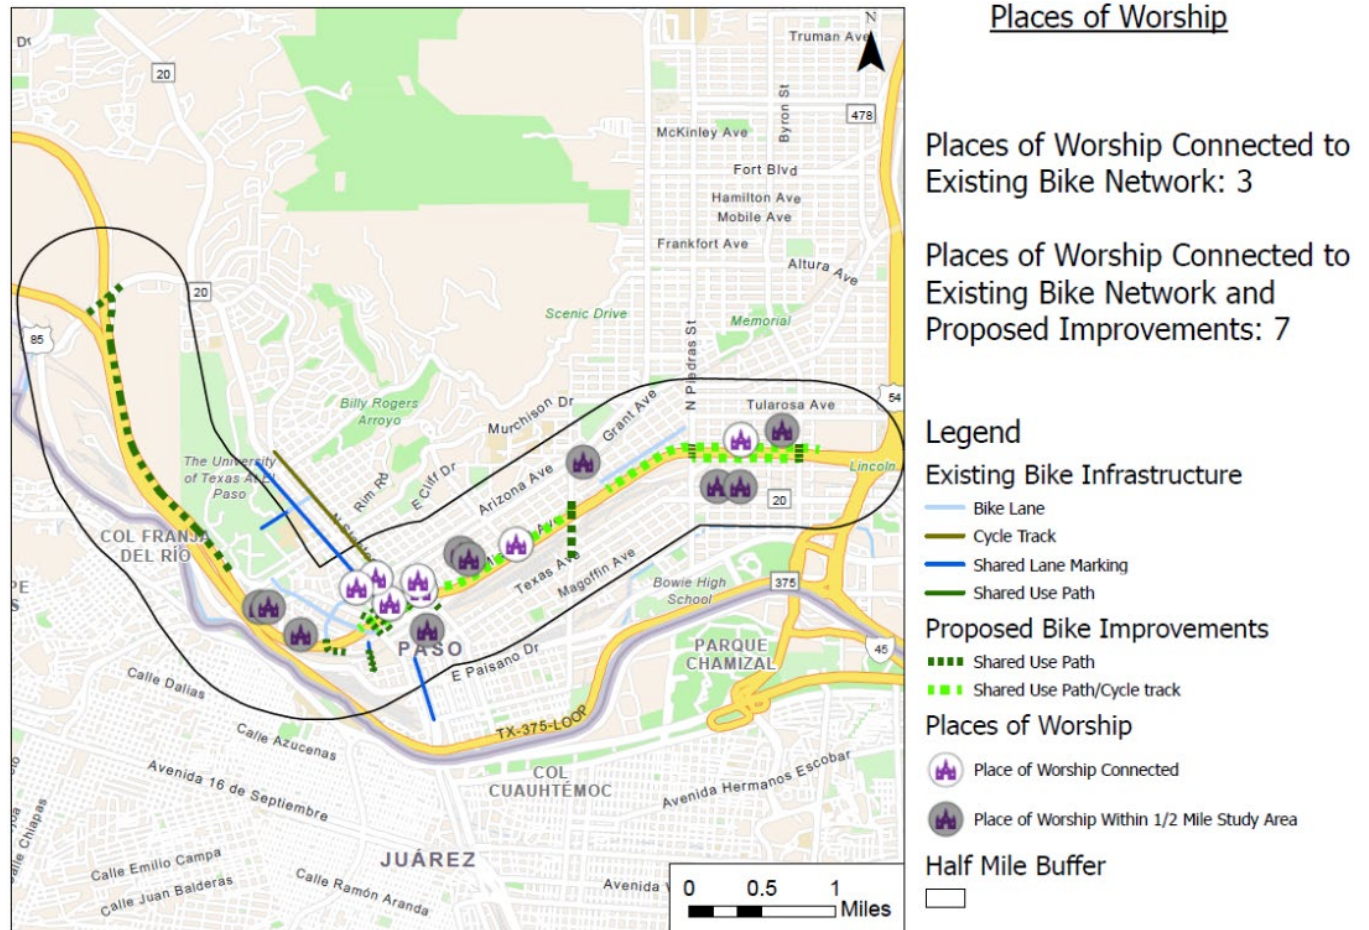 Places of Worship
Places of Worship Connected to
Existing Bike Network: 3
Places of Worship Connected to
Existing Bike Network and
Proposed Improvements: 7
Legend
Existing Bike Infrastructure
Bike Lane
Cycle Track
Shared Lane Marking
Shared Use Path
Proposed Bike Improvements
Shared Use Path
Shared Use Path/Cycle track
Places of Worship
Place of Worship Connected
Place of Worship Within 1/2 Mile Study Area
Half Mile Buffer
N
Truman Ave
20
478
Byron St
McKinley Ave
Fort Blvd
Hamilton Ave
Mobile Ave
Frankfort Ave
Altura Ave
20
Scenic Drive
Memorial
N Piedras St
85
54
Billy Rogers
Arroyo
Murchison Dr
Grant Ave
Tularosa Ave
The University
of Texas At El
Paso
Rim Rd
E Cliff Dr
Arizona Ave
Lincoln
20
COL FRANJA
DEL RIO
Texas Ave
Magoffin Ave
Bowie High
School
375
PASO
E Paisano Dr
PARQUE
CHAMIZAL
45
Calle Dalias
TX-375-LOOP
Calle Azucenas
COL
CUAUHTÉMOC
Avenida Hermanos Escobar
Avenida 16 de Septiembre
Calle Chiapas
JUÁREZ
Calle Emilio Campa
Calle Juan Balderas
Calle Ramón Aranda
Avenida
0 0.5 1
Miles